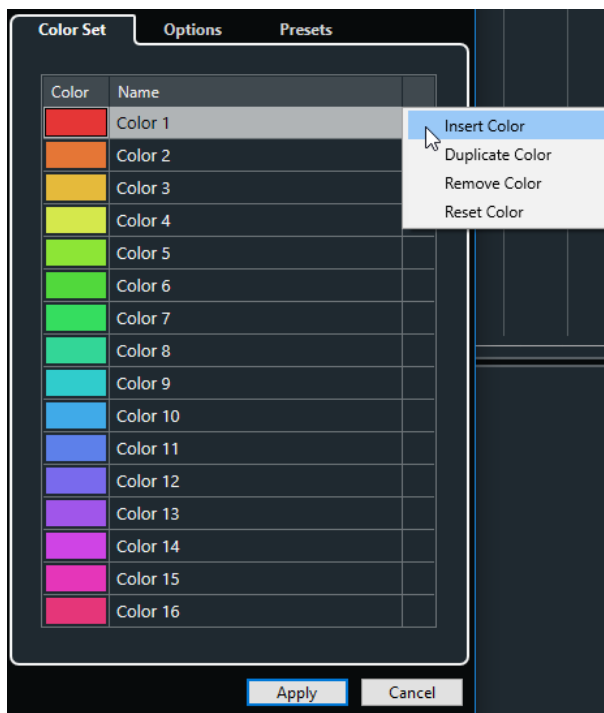 Color Set Options Presets
Color Name
Color 1
Insert Color
Color 2
Duplicate Color
Color 3
Remove Color
Color 4
Reset Color
Color 5
Color 6
Color 7
Color 8
Color 9
Color 10
Color 11
Color 12
Color 13
Color 14
Color 15
Color 16
Apply Cancel